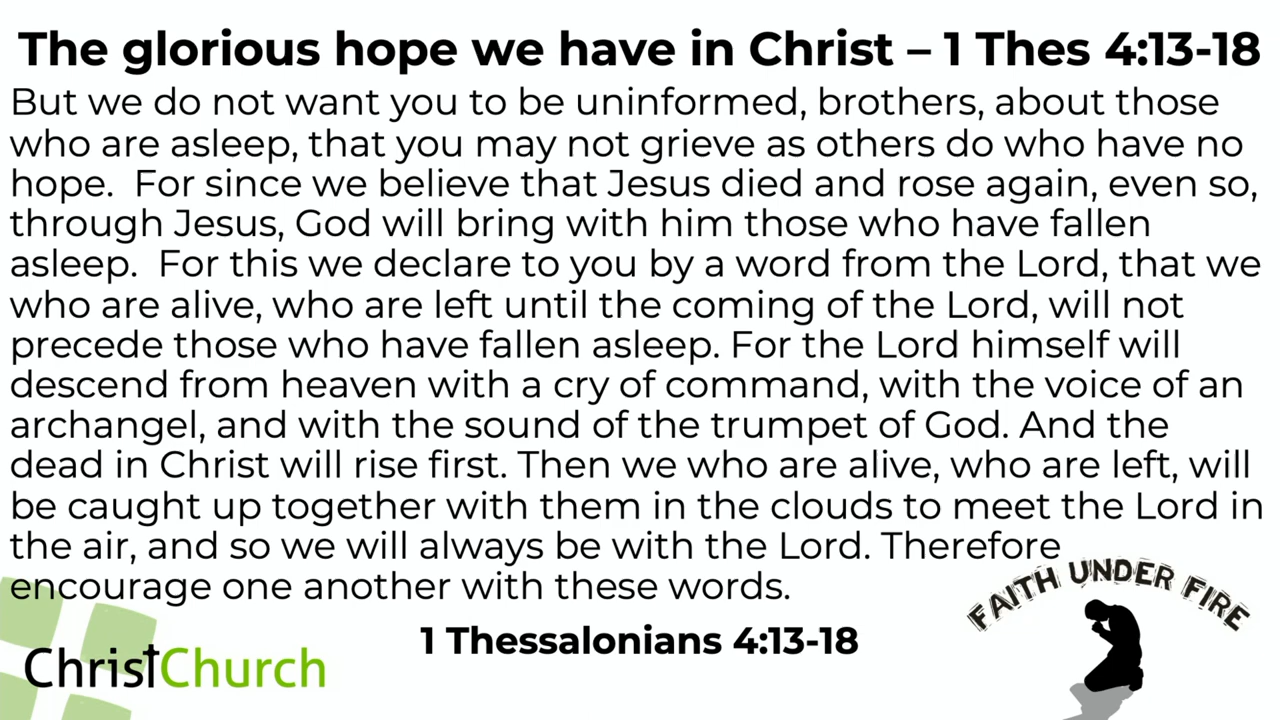 The glorious hope we have in Christ – 1 Thes 4:13-18
But we do not want you to be uninformed, brothers, about those
who are asleep, that you may not grieve as others do who have no
hope.  For since we believe that Jesus died and rose again, even so,
through Jesus, God will bring with him those who have fallen
asleep.  For this we declare to you by a word from the Lord, that we
who are alive, who are left until the coming of the Lord, will not
precede those who have fallen asleep. For the Lord himself will
descend from heaven with a cry of command, with the voice of an
archangel, and with the sound of the trumpet of God. And the
dead in Christ will rise first. Then we who are alive, who are left, will
be caught up together with them in the clouds to meet the Lord in
the air, and so we will always be with the Lord. Therefore
encourage one another with these words.
FAITH UNDER FIRE
1 Thessalonians 4:13-18
ChristChurch